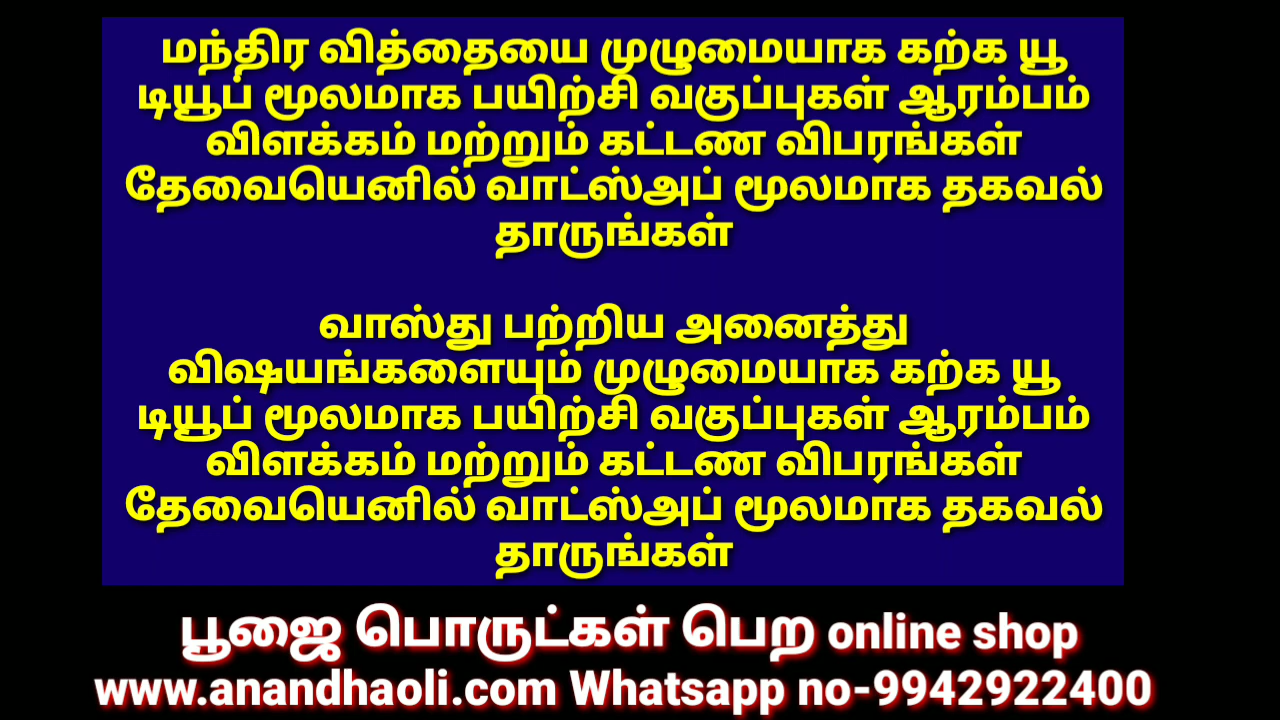 மந்திர வித்தையை முழுமையாக கற்க யூ
டியூப் மூலமாக பயிற்சி வகுப்புகள் ஆரம்பம்
விளக்கம் மற்றும் கட்டண விபரங்கள்
தேவையெனில் வாட்ஸ்அப் மூலமாக தகவல்
தாருங்கள்
வாஸ்து பற்றிய அனைத்து
விஷயங்களையும் முழுமையாக கற்க யூ
டியூப் மூலமாக பயிற்சி வகுப்புகள் ஆரம்பம்
விளக்கம் மற்றும் கட்டண விபரங்கள்
தேவையெனில் வாட்ஸ்அப் மூலமாக தகவல்
தாருங்கள்
பூஜை பொருட்கள் பெற online shop
www.anandhaoli.com Whatsapp no-9942922400